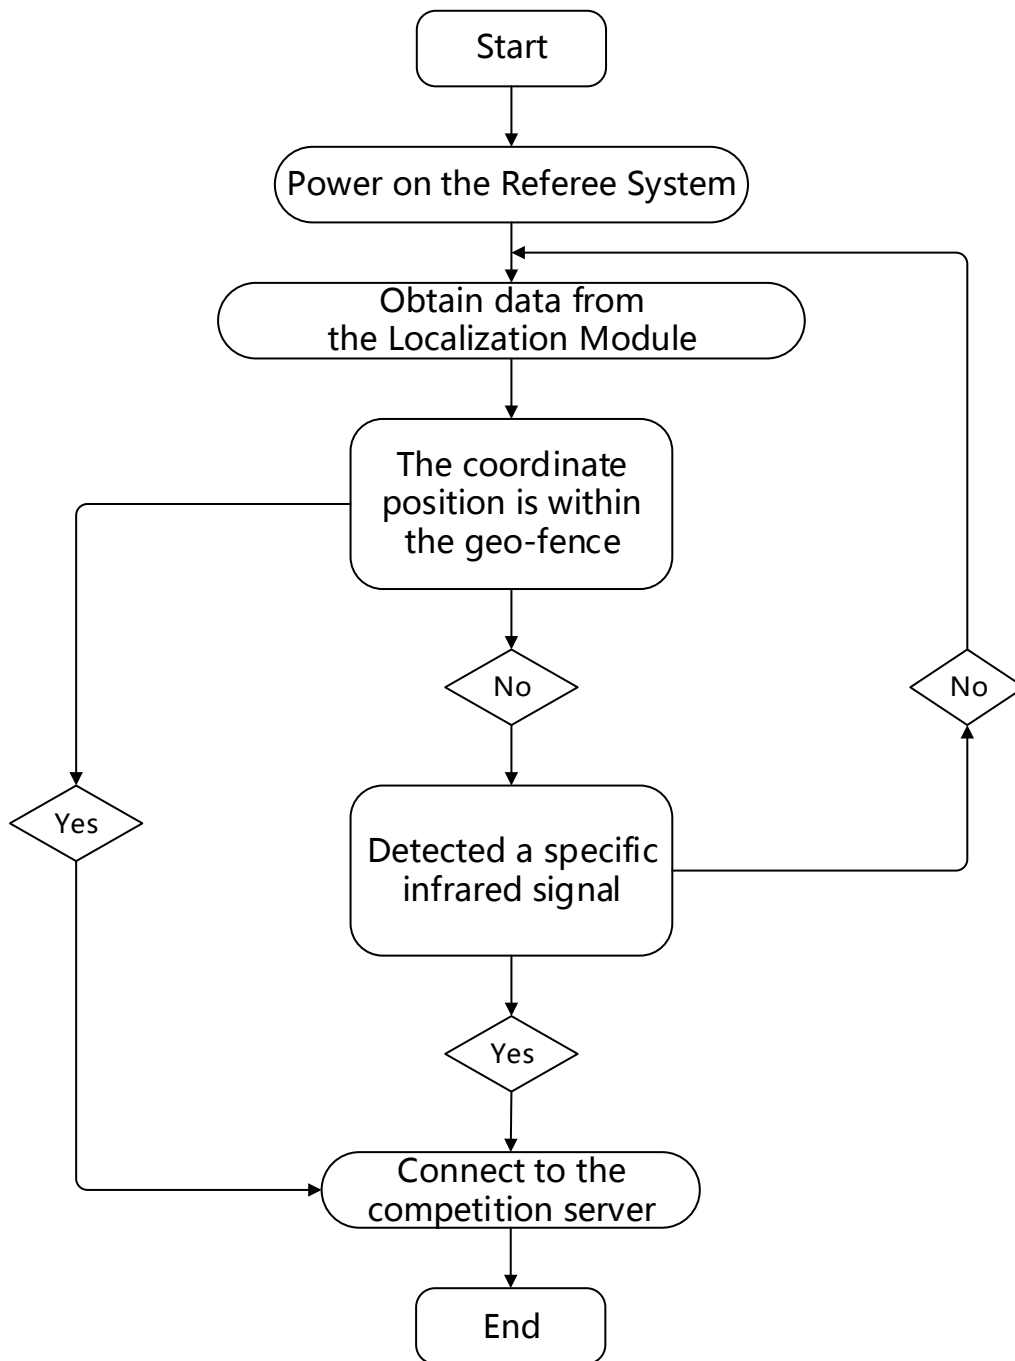 Start
Power on the Referee System
Obtain data from
the Localization Module
The coordinate
position is within
the geo-fence
No
No
Yes
Detected a specific
infrared signal
Yes
Connect to the
competition server
End